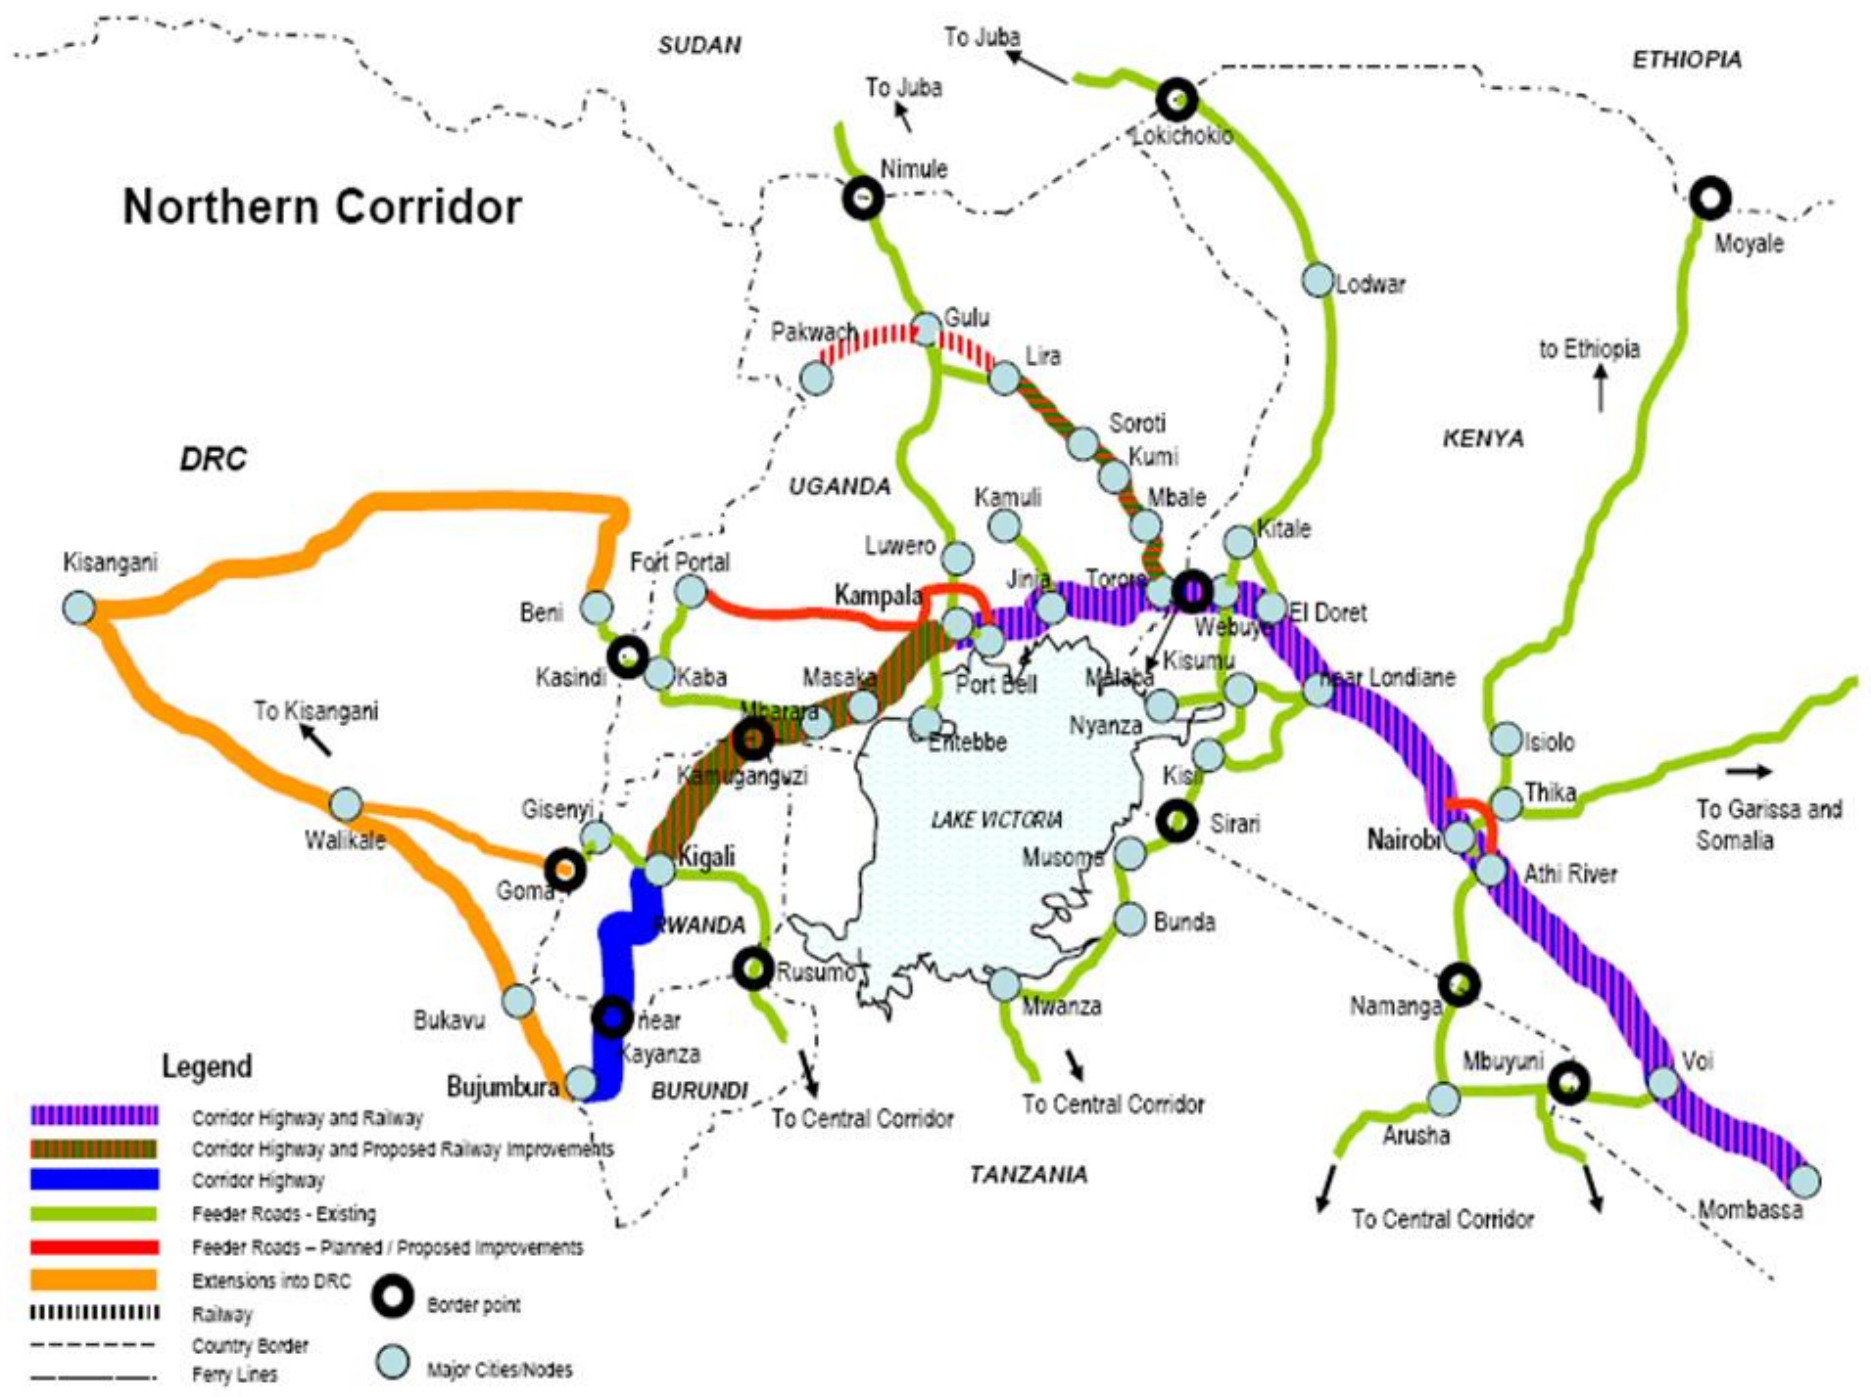 SUDAN
To Juba
ETHIOPIA
To Juba
Lokichokio
Nimule
Northern Corridor
Moyale
Lodwar
Gulu
Pakwach
Lira
to Ethiopia
Soroti
KENYA
DRC
Kumi
UGANDA
Kamuli
Mbale
Kitale
Luwero
Kisangani
Fort Portal
Jinja
Tororo
Kampala
Beni
El Doret
Webuye
Kisumu
Kasindi
Kaba
Masaka
Port Bell
Malaba
near Londiane
To Kisangani
Mbarara
Nyanza
Entebbe
Isiolo
Kamuganguzi
Kisii
Thika
Gisenyi
LAKE VICTORIA
Sirari
To Garissa and
Somalia
Walikale
Nairobi
Kigali
Musoma
Goma
Athi River
RWANDA
Bunda
Rusumo
Mwanza
Namanga
Bukavu
near
Kayanza
Mbuyuni
Voi
Legend
Bujumbura
BURUNDI
To Central Corridor
To Central Corridor
Corridor Highway and Railway
Arusha
Corridor Highway and Proposed Railway Improvements
TANZANIA
Corridor Highway
Mombassa
Feeder Roads - Existing
To Central Corridor
Feeder Roads – Planned / Proposed Improvements
Extensions into DRC
Border point
Railway
Country Border
Major Cities/Nodes
Ferry Lines